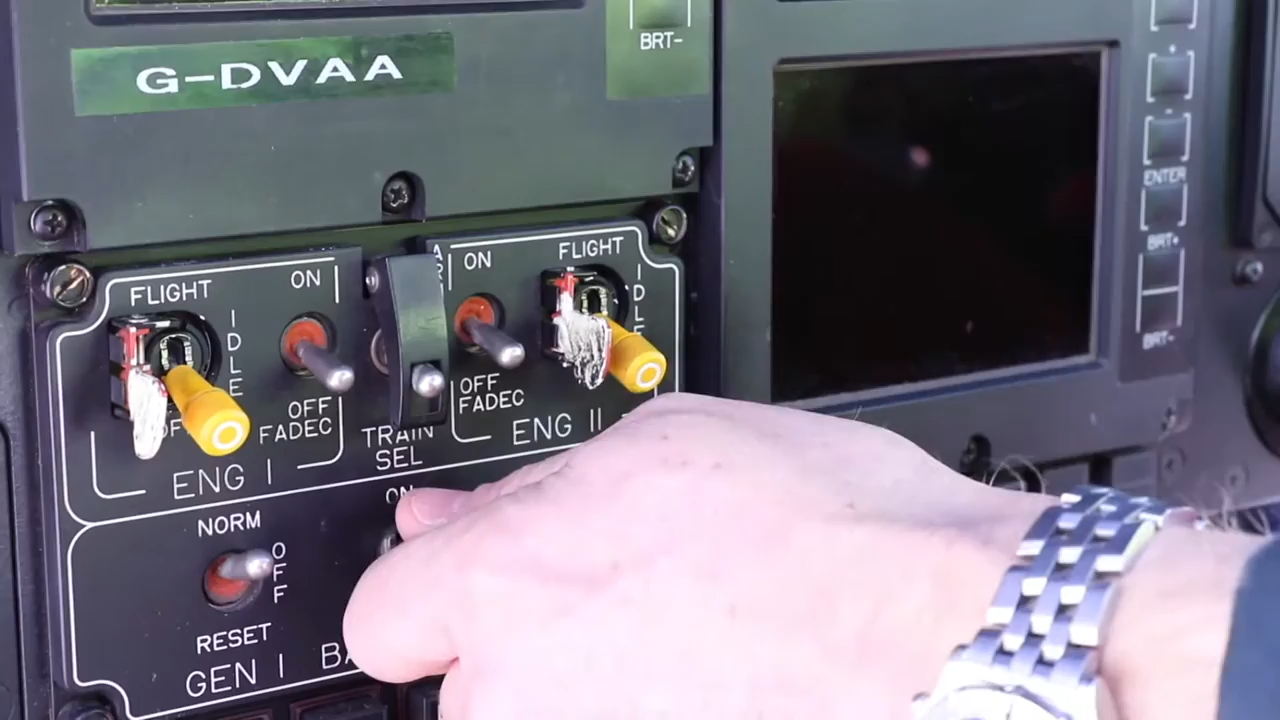 BRT-
G-DVAA
ENTER
BRT+
BRT-
FLIGHT
ON
IDLE
OFF
FADEC
ENG I
TRAIN
SEL
ON
FLIGHT
IDLE
OFF
FADEC
ENG II
NORM
OFF
RESET
GEN I
ON